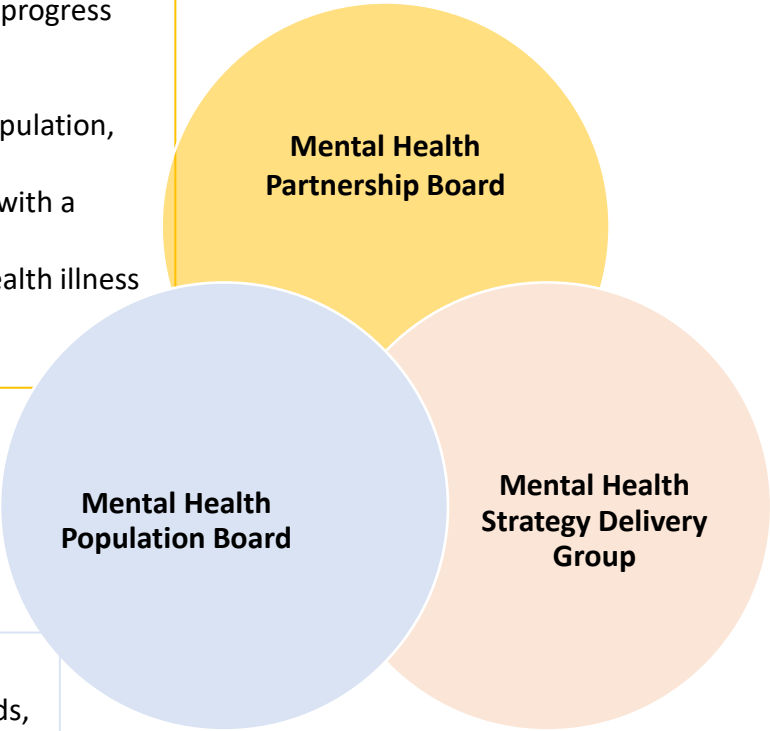 progress
pulation,
with a
ealth illness
Mental Health
Partnership Board
Mental Health
Population Board
Mental Health
Strategy Delivery
Group
ds,